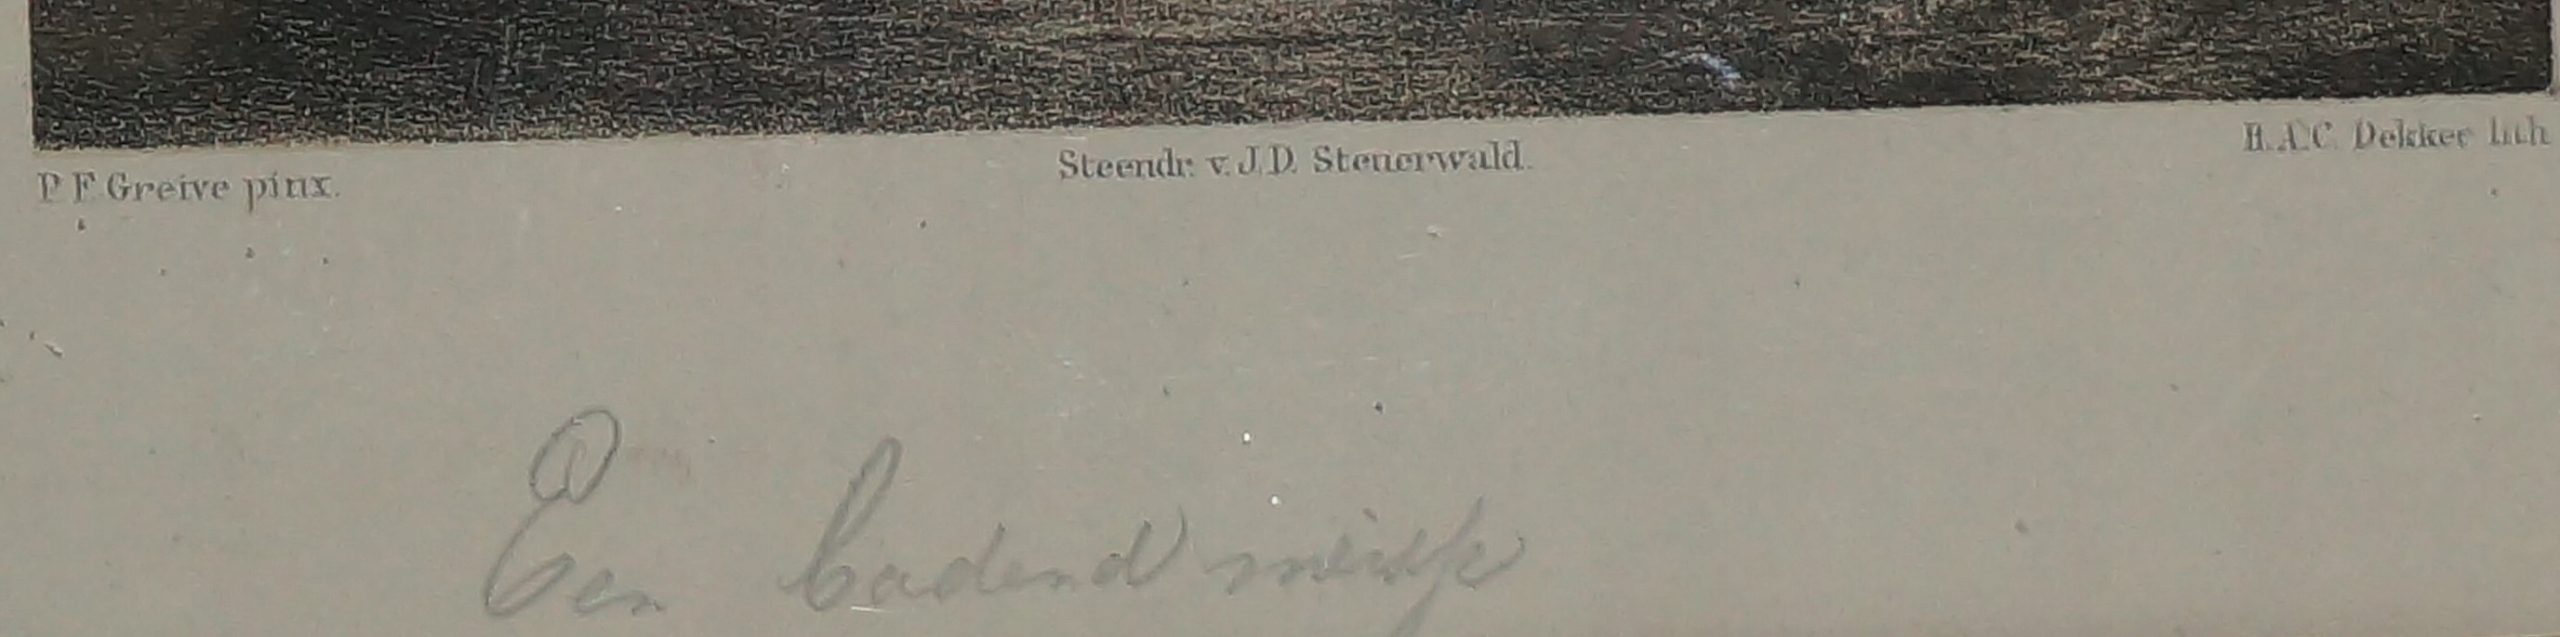 P F Greive pinx.
Steendr. v. J.D. Steuerwald.
H.A.C. Dekker lith
Een badend meisje